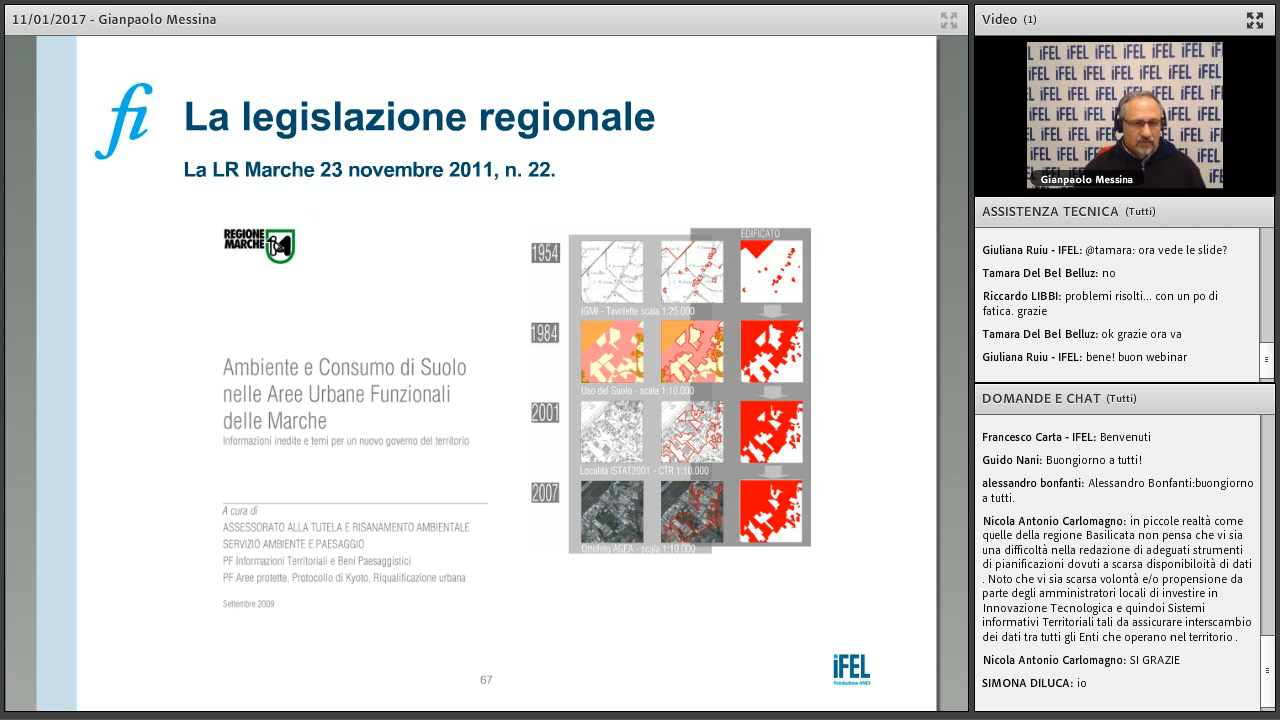 11/01/2017 - Gianpaolo Messina
fi
La legislazione regionale
La LR Marche 23 novembre 2011, n. 22.
REGIONE
MARCHE
Ambiente e Consumo di Suolo
nelle Aree Urbane Funzionali
delle Marche
Informazioni inedite e temi per un nuovo governo del territorio
A cura di
ASSESSORATO ALLA TUTELA E RISANAMENTO AMBIENTALE
SERVIZIO AMBIENTE E PAESAGGIO
PF Informazioni Territoriali e Beni Paesaggistici
PF Aree protette, Protocollo di Kyoto, Riqualificazione urbana
Settembre 2009
EDIFICATO
1954
IGMI - Tavolette scala 1:25.000
1984
Uso del Suolo - scala 1:10.000
2001
Località ISTAT2001 - CTR 1:10.000
2007
Ortofoto AGEA - scala 1:10.000
67
iFEL
Fondazione ANCI
Video (1)
iFEL
Gianpaolo Messina
ASSISTENZA TECNICA (Tutti)
Giuliana Ruiu - IFEL: @tamara: ora vede le slide?
Tamara Del Bel Belluz: no
Riccardo LIBBI: problemi risolti... con un po di
fatica. grazie
Tamara Del Bel Belluz: ok grazie ora va
Giuliana Ruiu - IFEL: bene! buon webinar
DOMANDE E CHAT (Tutti)
Francesco Carta - IFEL: Benvenuti
Guido Nani: Buongiorno a tutti!
alessandro bonfanti: Alessandro Bonfanti:buongiorno
a tutti.
Nicola Antonio Carlomagno: in piccole realtà come
quelle della regione Basilicata non pensa che vi sia
una difficoltà nella redazione di adeguati strumenti
di pianificazioni dovuti a scarsa disponibiloità di dati
. Noto che vi sia scarsa volontà e/o propensione da
parte degli amministratori locali di investire in
Innovazione Tecnologica e quindoi Sistemi
informativi Territoriali tali da assicurare interscambio
dei dati tra tutti gli Enti che operano nel territorio .
Nicola Antonio Carlomagno: SI GRAZIE
SIMONA DILUCA: io